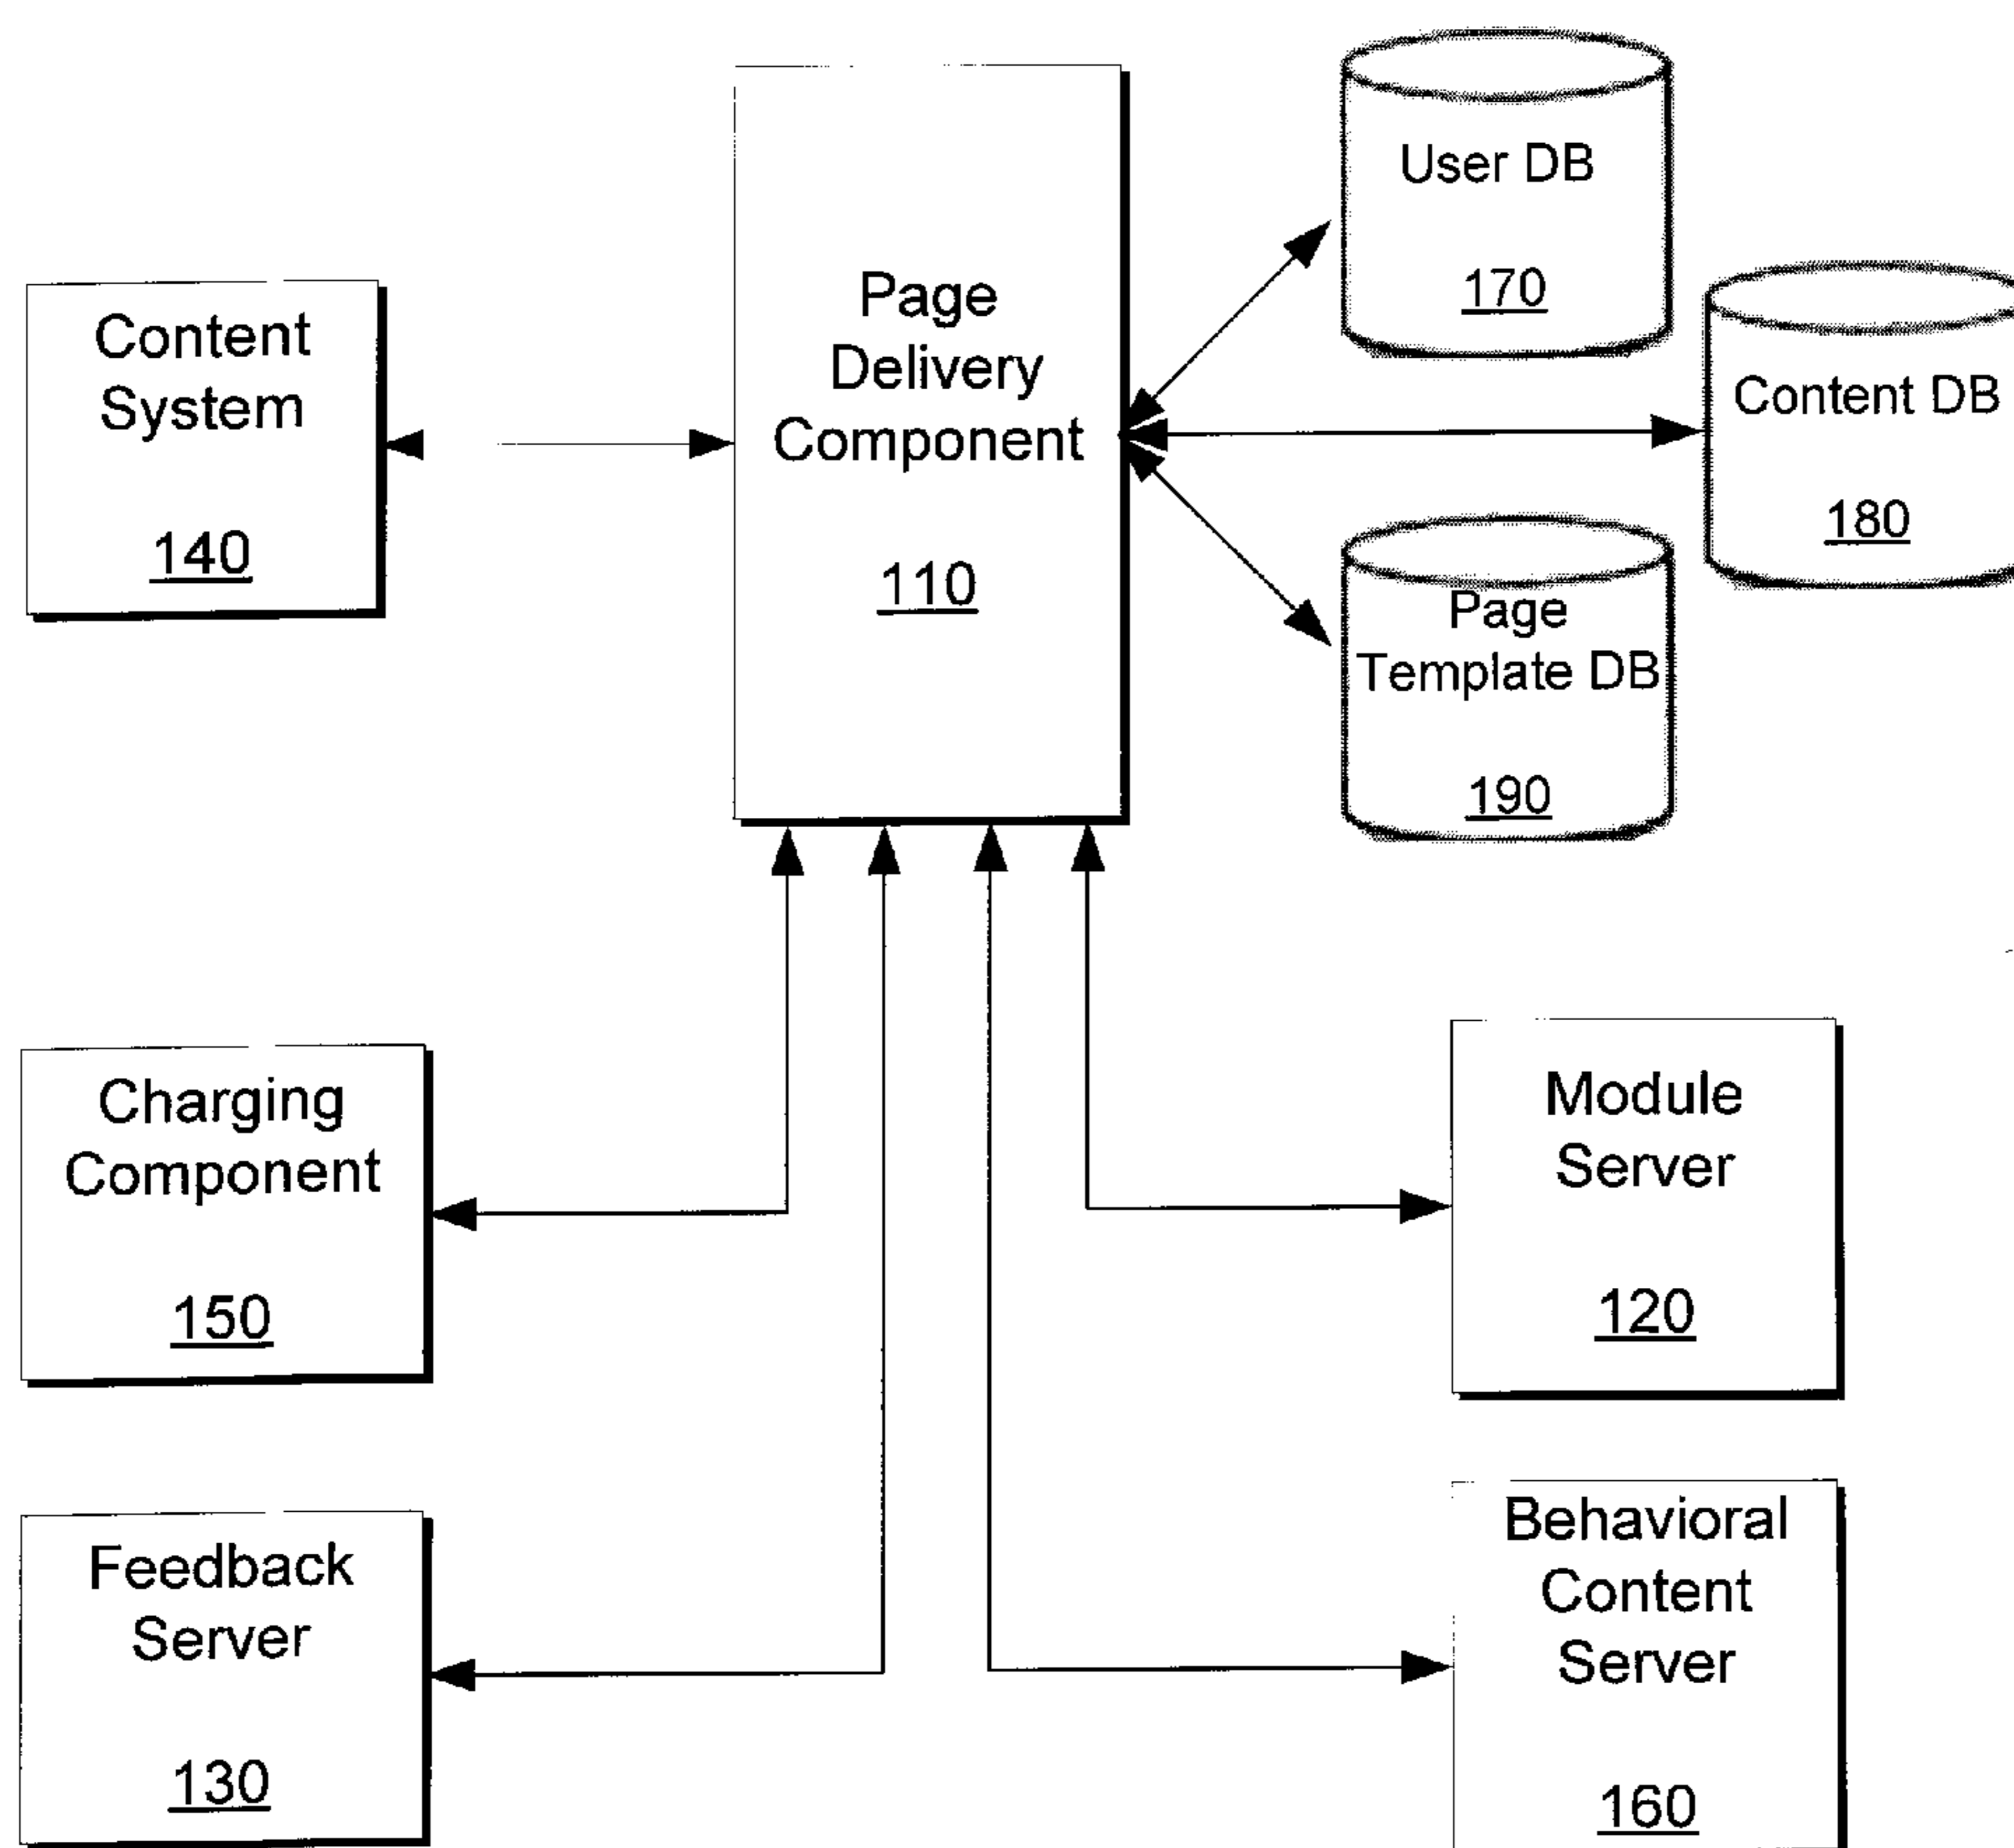 User DB
170
Content
System
140
Page
Delivery
Component
110
Content DB
180
Page
Template DB
190
Charging
Component
150
Module
Server
120
Feedback
Server
130
Behavioral
Content
Server
160